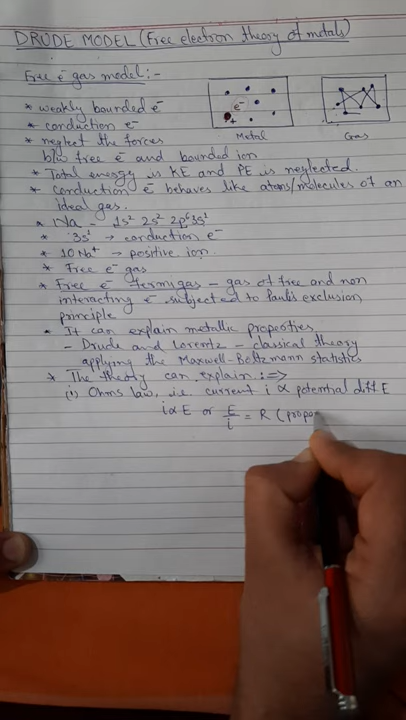 DRUDE MODEL (Free electron theory of metals)
Free e⁻ gas model:-
* weakly bounded e⁻
* conduction e⁻
* neglect the forces
b/w free e⁻ and bounded ion
e⁻
+
Metal
Gas
* Total energy is KE and PE is neglected.
* Conduction e⁻ behaves like atoms/molecules of an
ideal gas.
* Na - 1s² 2s² 2p⁶ 3s¹
* 3s¹ → conduction e⁻
* 10 Na⁺ → positive ion.
* Free e⁻ gas
* Free e⁻ fermigas - gas of free and non
interacting e⁻ subjected to Pauli's exclusion
principle
* It can explain metallic properties
- Drude and Lorentz - classical theory
applying the Maxwell-Boltzmann statistics
* The theory can explain :=>
(i) Ohms law, i.e. current i ∝ potential diff E
i ∝ E or E/i = R (propo